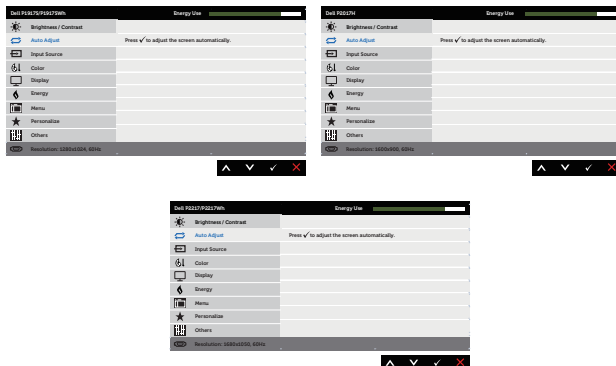 Dell P1917S/P1917SWh
Energy Use
Brightness / Contrast
Auto Adjust
Press ✓ to adjust the screen automatically.
Input Source
Color
Display
Energy
Menu
Personalize
Others
Resolution: 1280x1024, 60Hz
Dell P2017H
Energy Use
Brightness / Contrast
Auto Adjust
Press ✓ to adjust the screen automatically.
Input Source
Color
Display
Energy
Menu
Personalize
Others
Resolution: 1600x900, 60Hz
Dell P2217/P2217Wh
Energy Use
Brightness / Contrast
Auto Adjust
Press ✓ to adjust the screen automatically.
Input Source
Color
Display
Energy
Menu
Personalize
Others
Resolution: 1680x1050, 60Hz